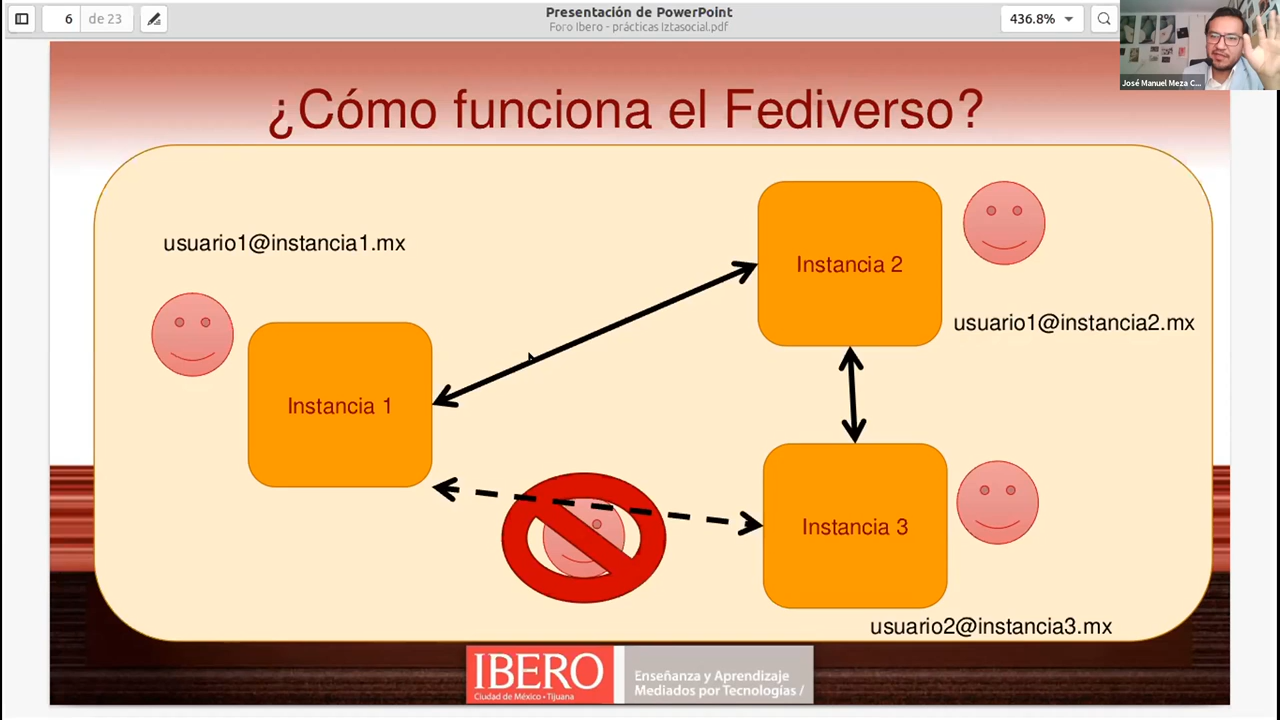 Presentación de PowerPoint
Foro Ibero - prácticas Iztasocial.pdf
6 de 23
436.8%
José Manuel Meza C...
¿Cómo funciona el Fediverso?
usuario1@instancia1.mx
Instancia 2
usuario1@instancia2.mx
Instancia 1
Instancia 3
usuario2@instancia3.mx
IBERO
Ciudad de México • Tijuana
Enseñanza y Aprendizaje
Mediados por Tecnologías /